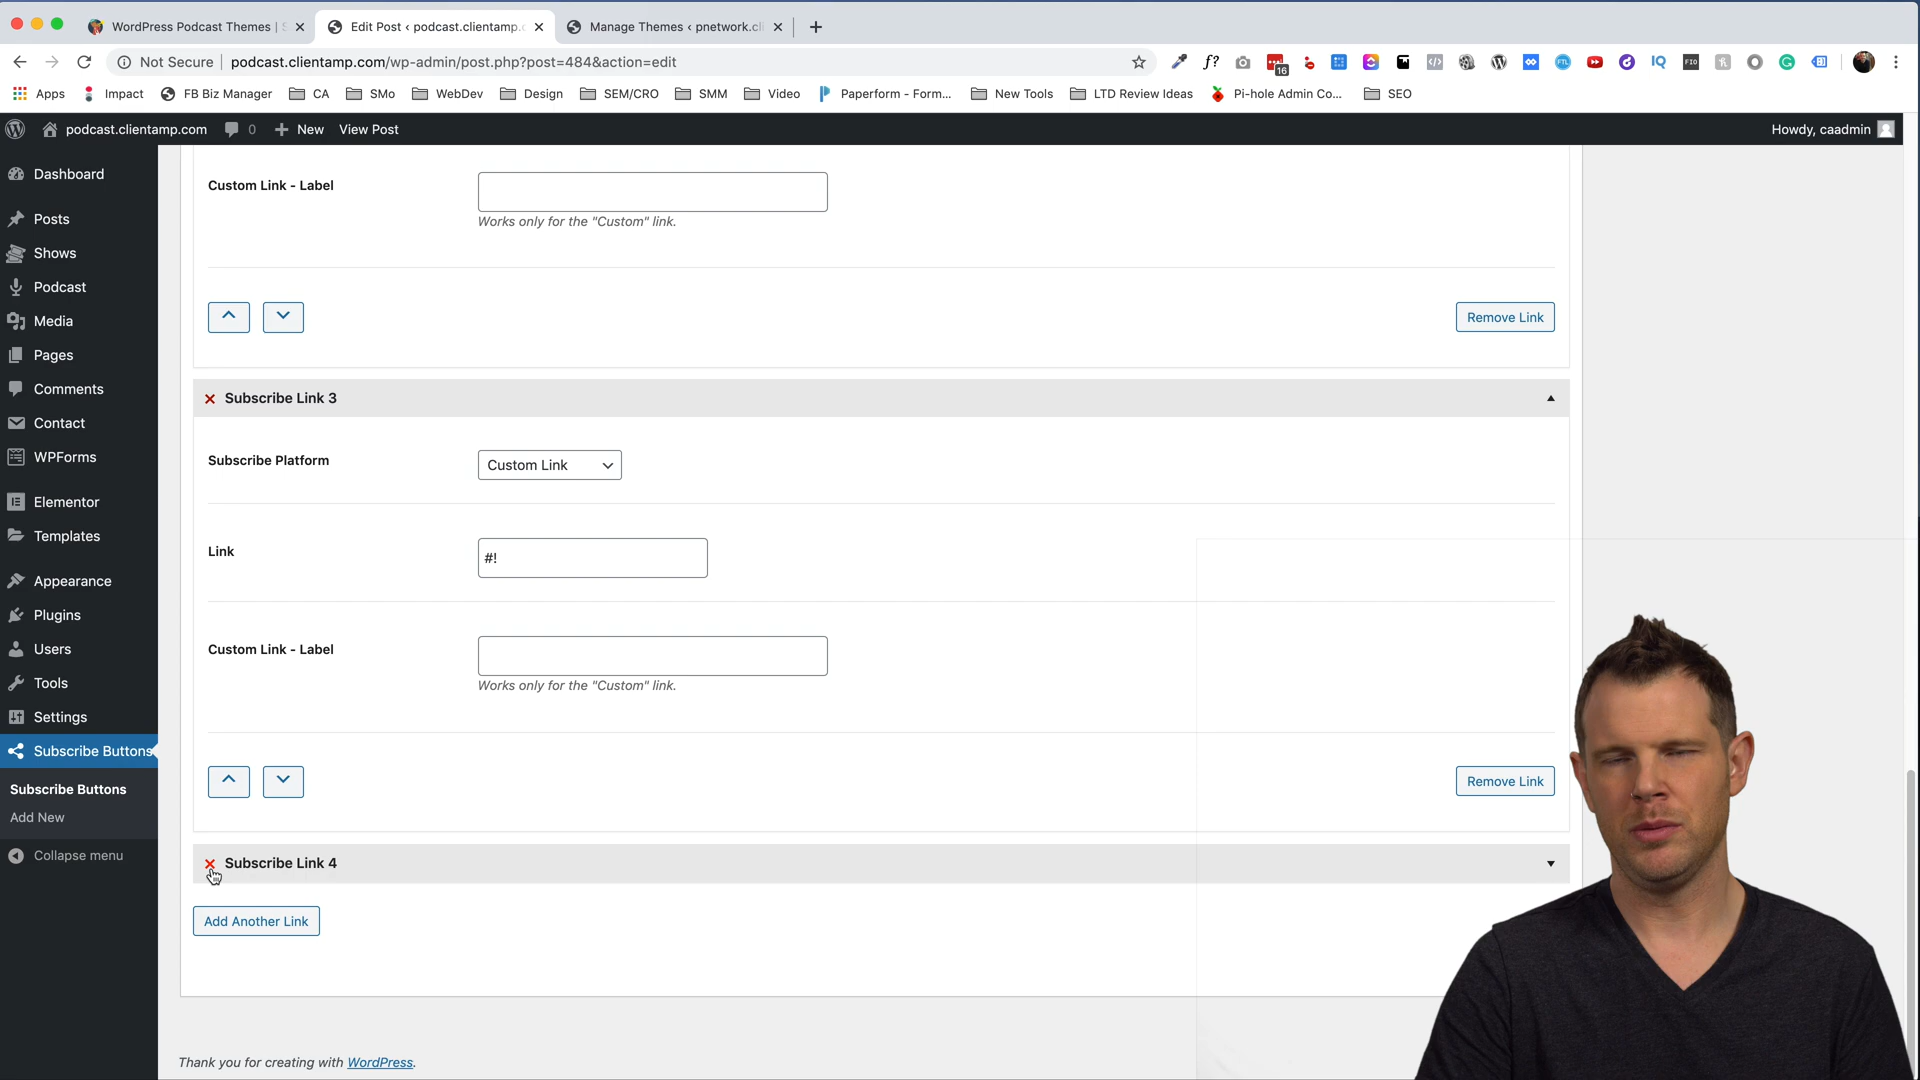 WordPress Podcast Themes | S
Edit Post ‹ podcast.clientamp.c
Manage Themes ‹ pnetwork.cli
Not Secure
podcast.clientamp.com/wp-admin/post.php?post=484&action=edit
f?
16
FTL
IQ
FIO
Apps
Impact
FB Biz Manager
CA
SMo
WebDev
Design
SEM/CRO
SMM
Video
Paperform - Form...
New Tools
LTD Review Ideas
Pi-hole Admin Co...
SEO
podcast.clientamp.com
0
New
View Post
Howdy, caadmin
Dashboard
Posts
Shows
Podcast
Media
Pages
Comments
Contact
WPForms
Elementor
Templates
Appearance
Plugins
Users
Tools
Settings
Subscribe Buttons
Subscribe Buttons
Add New
Collapse menu
Custom Link - Label
Works only for the "Custom" link.
Remove Link
Subscribe Link 3
Subscribe Platform
Custom Link
Link
#!
Custom Link - Label
Works only for the "Custom" link.
Remove Link
Subscribe Link 4
Add Another Link
Thank you for creating with WordPress.